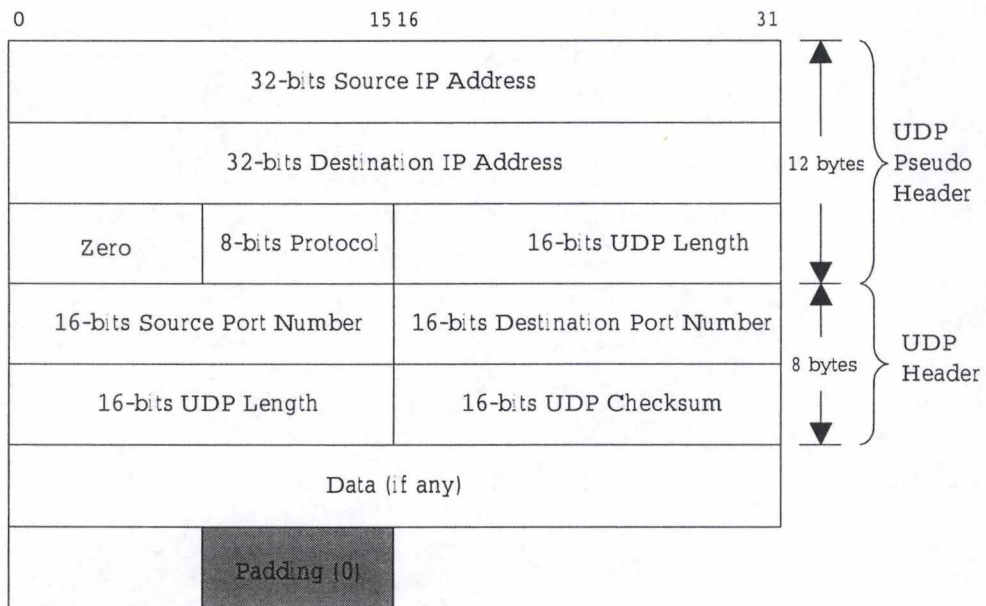 0 15 16 31
32-bits Source IP Address
32-bits Destination IP Address
12 bytes
UDP
Pseudo
Header
Zero 8-bits Protocol 16-bits UDP Length
16-bits Source Port Number 16-bits Destination Port Number
8 bytes
UDP
Header
16-bits UDP Length 16-bits UDP Checksum
Data (if any)
Padding (0)